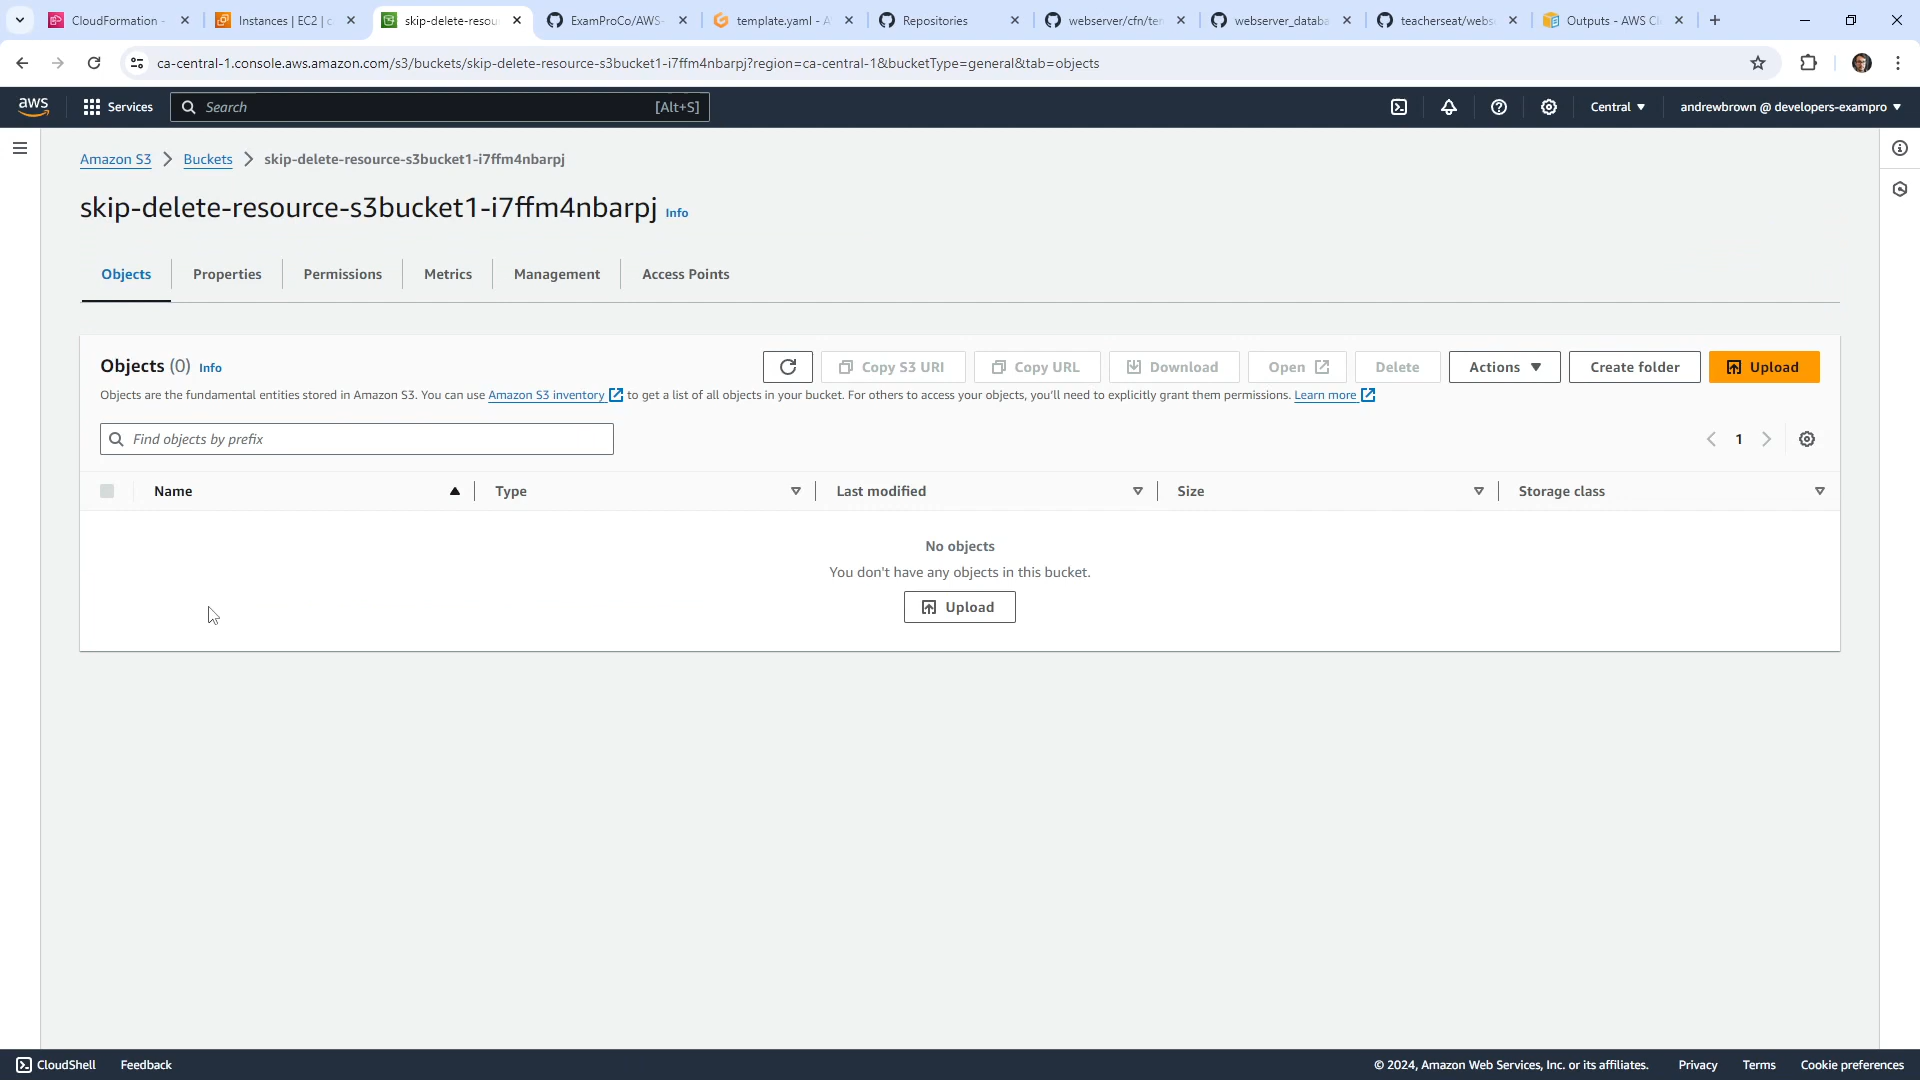 CloudFormation -
Instances | EC2 | c
skip-delete-resou
ExamProCo/AWS-
template.yaml - A
Repositories
webserver/cfn/ten
webserver_databa
teacherseat/webs
Outputs - AWS Cl
ca-central-1.console.aws.amazon.com/s3/buckets/skip-delete-resource-s3bucket1-i7ffm4nbarpj?region=ca-central-1&bucketType=general&tab=objects
aws
Services
Search
[Alt+S]
Central
andrewbrown @ developers-exampro
Amazon S3
Buckets
skip-delete-resource-s3bucket1-i7ffm4nbarpj
skip-delete-resource-s3bucket1-i7ffm4nbarpj Info
Objects
Properties
Permissions
Metrics
Management
Access Points
Objects (0) Info
Copy S3 URI
Copy URL
Download
Open
Delete
Actions
Create folder
Upload
Objects are the fundamental entities stored in Amazon S3. You can use Amazon S3 inventory to get a list of all objects in your bucket. For others to access your objects, you'll need to explicitly grant them permissions. Learn more
Find objects by prefix
1
Name
Type
Last modified
Size
Storage class
No objects
You don't have any objects in this bucket.
Upload
CloudShell
Feedback
© 2024, Amazon Web Services, Inc. or its affiliates.
Privacy
Terms
Cookie preferences